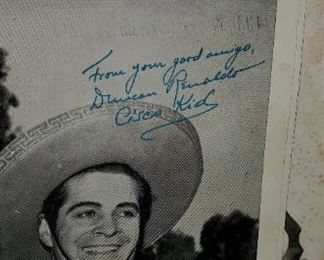 From your good amigo,
Duncan Renaldo
Cisco Kid